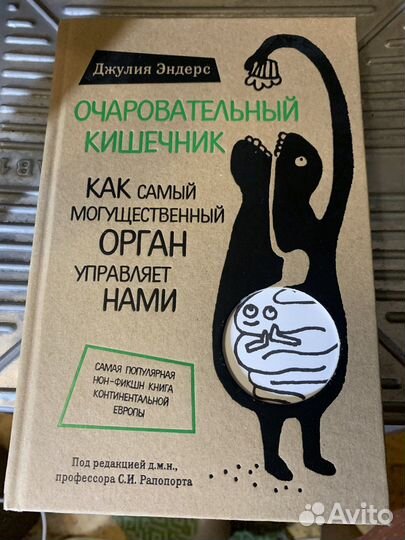 Джулия Эндерс
ОЧАРОВАТЕЛЬНЫЙ
КИШЕЧНИК
КАК САМЫЙ
МОГУЩЕСТВЕННЫЙ
ОРГАН
УПРАВЛЯЕТ
НАМИ
САМАЯ ПОПУЛЯРНАЯ
НОН-ФИКШН КНИГА
КОНТИНЕНТАЛЬНОЙ
ЕВРОПЫ
Под редакцией д.м.н.,
профессора С.И. Рапопорта
Avito